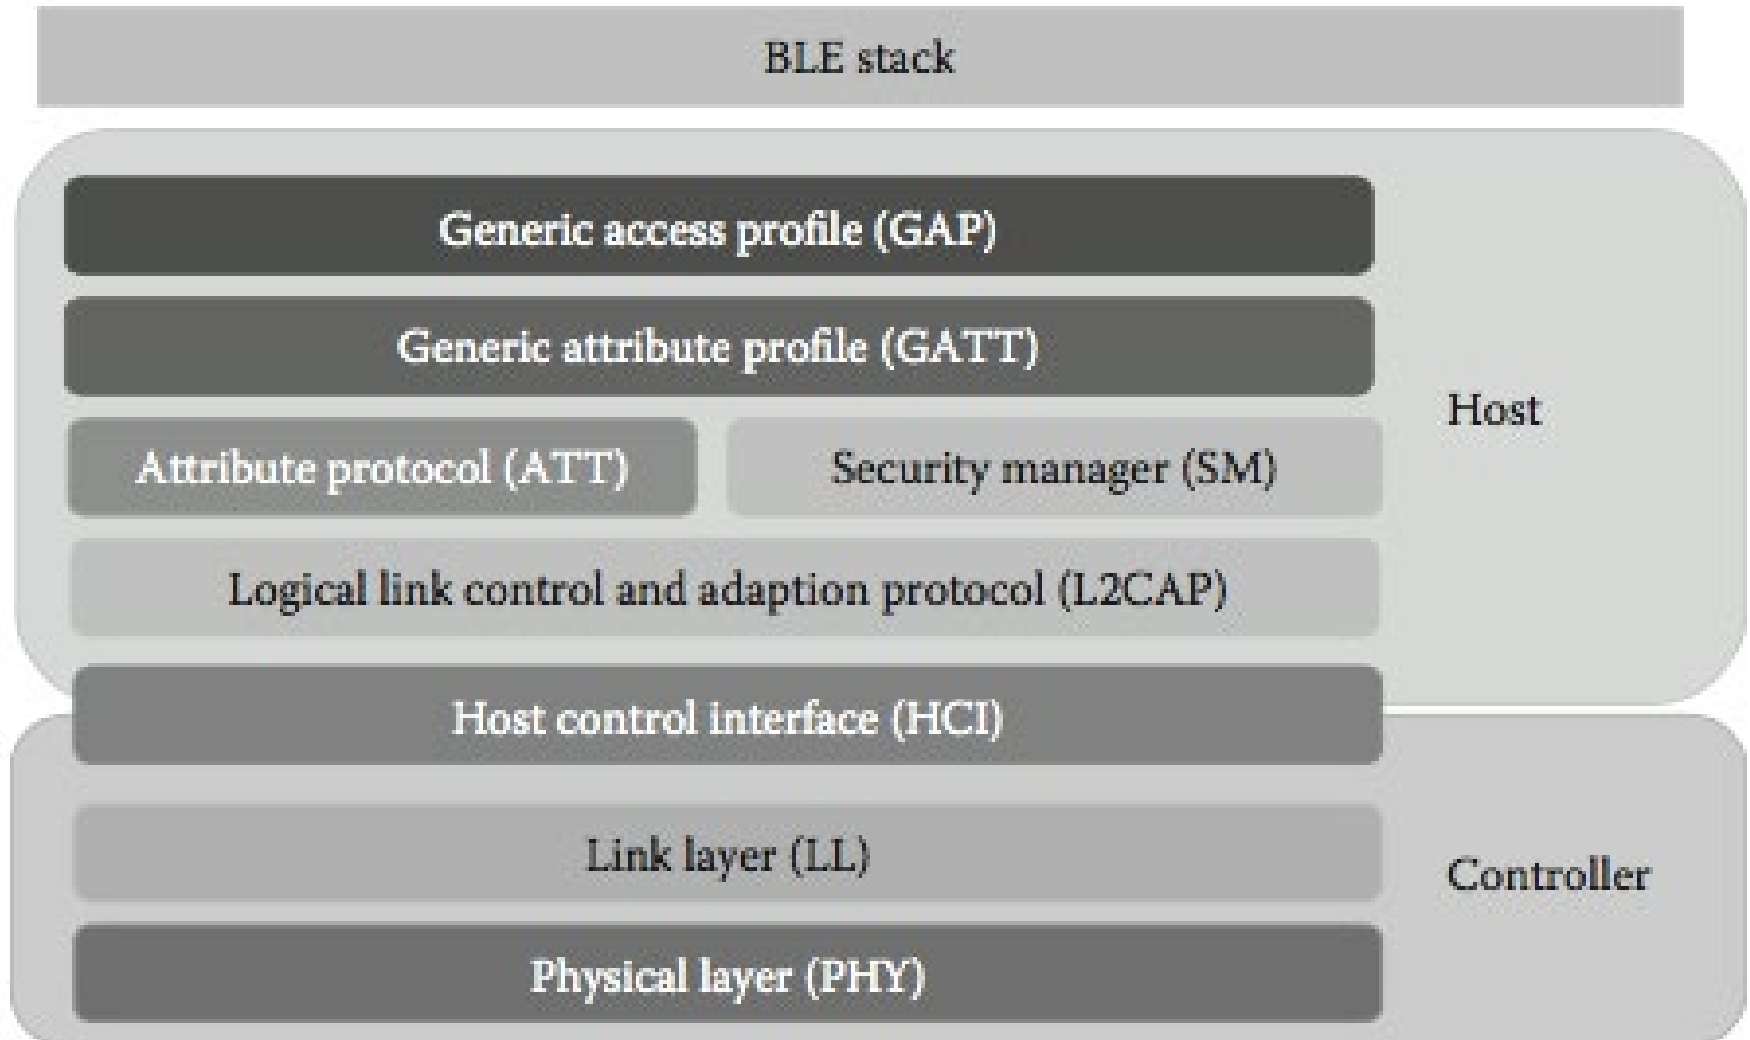 BLE stack
Generic access profile (GAP)
Generic attribute profile (GATT)
Host
Attribute protocol (ATT)
Security manager (SM)
Logical link control and adaption protocol (L2CAP)
Host control interface (HCI)
Link layer (LL)
Controller
Physical layer (PHY)